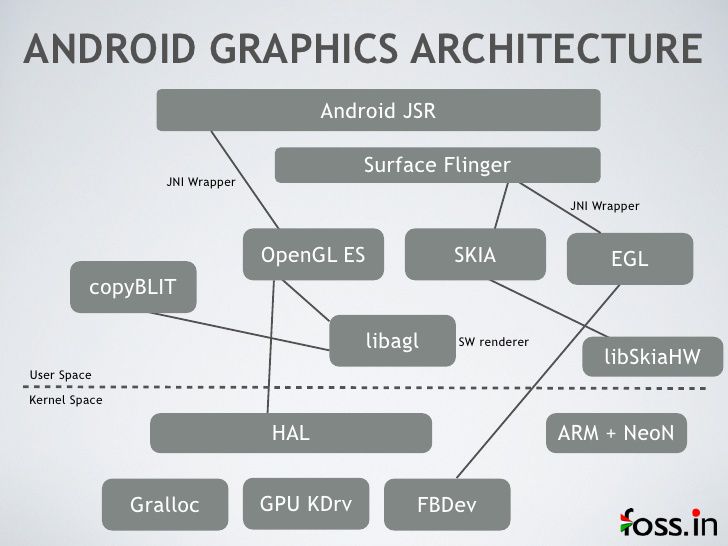 ANDROID GRAPHICS ARCHITECTURE
Android JSR
Surface Flinger
JNI Wrapper
JNI Wrapper
OpenGL ES
SKIA
EGL
copyBLIT
libagl
SW renderer
libSkiaHW
User Space
Kernel Space
HAL
ARM + NeoN
Gralloc
GPU KDrv
FBDev
foss.in